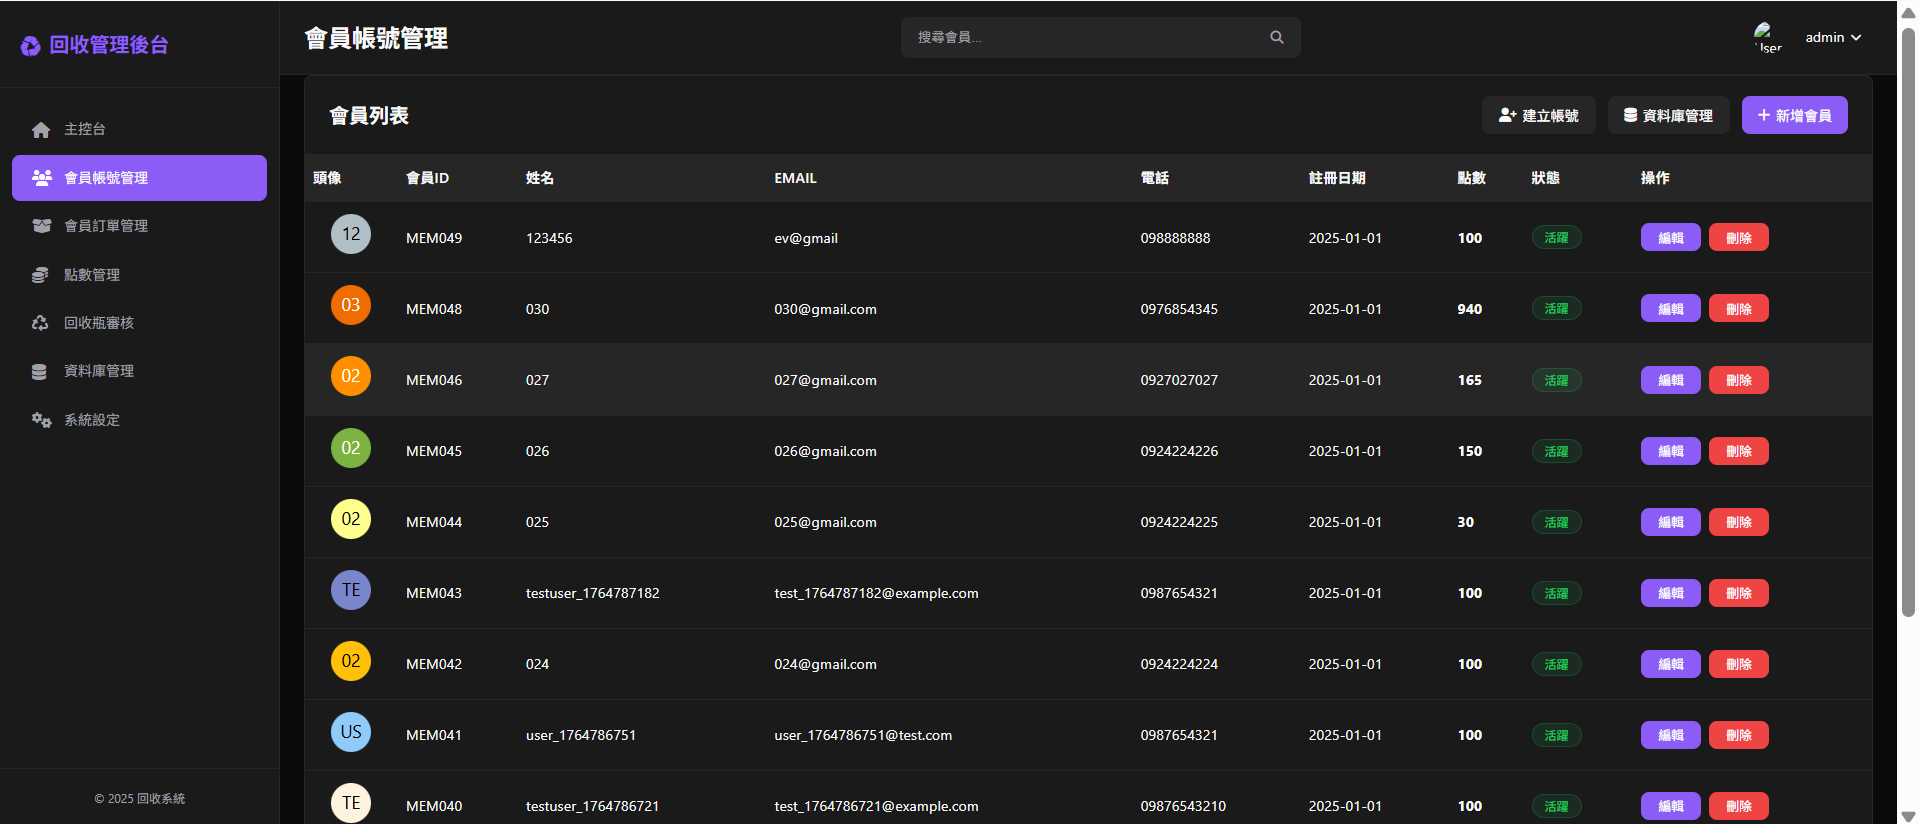 回收管理後台
主控台
會員帳號管理
會員訂單管理
點數管理
回收瓶審核
資料庫管理
系統設定
© 2025 回收系統
會員帳號管理
搜尋會員...
User
admin
會員列表
建立帳號 資料庫管理 新增會員
頭像 會員ID 姓名 EMAIL 電話 註冊日期 點數 狀態 操作
12 MEM049 123456 ev@gmail 098888888 2025-01-01 100 活躍 編輯 刪除
03 MEM048 030 030@gmail.com 0976854345 2025-01-01 940 活躍 編輯 刪除
02 MEM046 027 027@gmail.com 0927027027 2025-01-01 165 活躍 編輯 刪除
02 MEM045 026 026@gmail.com 0924224226 2025-01-01 150 活躍 編輯 刪除
02 MEM044 025 025@gmail.com 0924224225 2025-01-01 30 活躍 編輯 刪除
TE MEM043 testuser_1764787182 test_1764787182@example.com 0987654321 2025-01-01 100 活躍 編輯 刪除
02 MEM042 024 024@gmail.com 0924224224 2025-01-01 100 活躍 編輯 刪除
US MEM041 user_1764786751 user_1764786751@test.com 0987654321 2025-01-01 100 活躍 編輯 刪除
TE MEM040 testuser_1764786721 test_1764786721@example.com 09876543210 2025-01-01 100 活躍 編輯 刪除